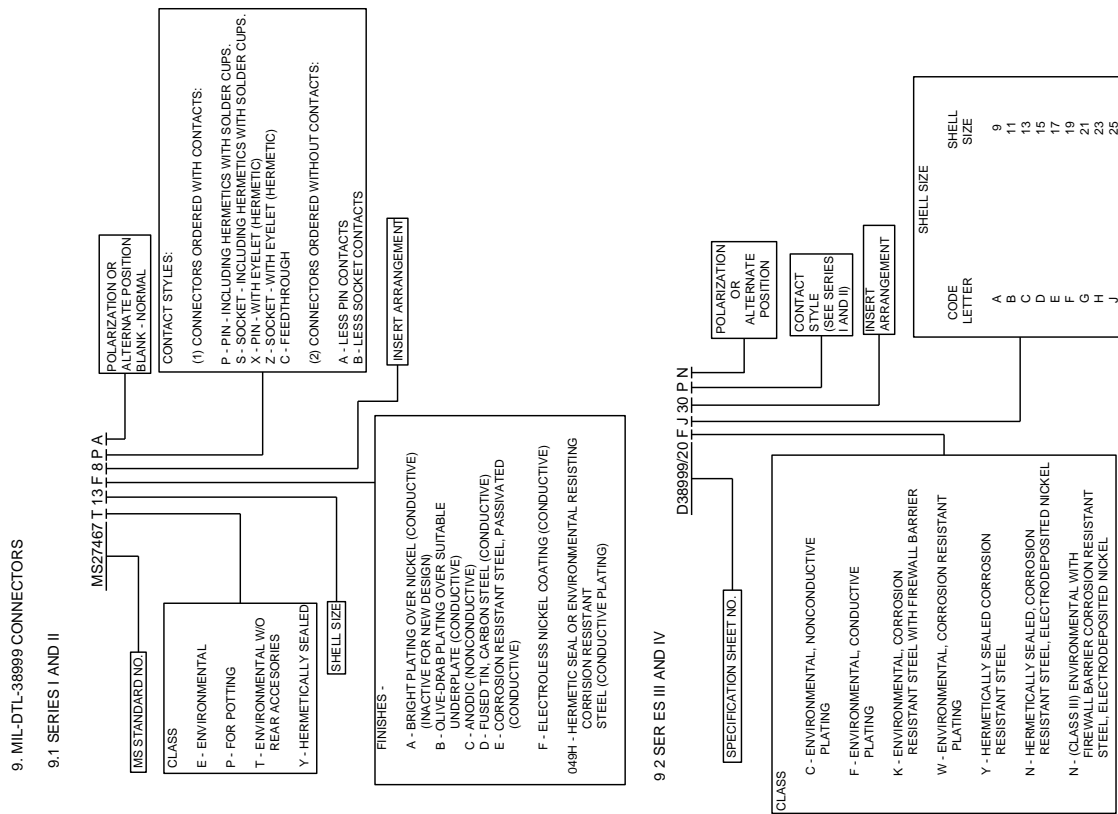 9. MIL-DTL-38999 CONNECTORS
9.1 SERIES I AND II
MS27467 T 13 F 8 P A
MS STANDARD NO.
CLASS
E - ENVIRONMENTAL
P - FOR POTTING
T - ENVIRONMENTAL W/O
REAR ACCESORIES
Y - HERMETICALLY SEALED
SHELL SIZE
FINISHES -
A - BRIGHT PLATING OVER NICKEL (CONDUCTIVE)
(INACTIVE FOR NEW DESIGN)
B - OLIVE-DRAB PLATING OVER SUITABLE
UNDERPLATE (CONDUCTIVE)
C - ANODIC (NONCONDUCTIVE)
D - FUSED TIN, CARBON STEEL (CONDUCTIVE)
E - CORROSION RESISTANT STEEL, PASSIVATED
(CONDUCTIVE)
F - ELECTROLESS NICKEL COATING (CONDUCTIVE)
049H - HERMETIC SEAL OR ENVIRONMENTAL RESISTING
CORRISION RESISTANT
STEEL (CONDUCTIVE PLATING)
POLARIZATION OR
ALTERNATE POSITION
BLANK - NORMAL
CONTACT STYLES:
(1) CONNECTORS ORDERED WITH CONTACTS:
P - PIN - INCLUDING HERMETICS WITH SOLDER CUPS.
S - SOCKET - INCLUDING HERMETICS WITH SOLDER CUPS.
X - PIN - WITH EYELET (HERMETIC)
Z - SOCKET - WITH EYELET (HERMETIC)
C - FEEDTHROUGH
(2) CONNECTORS ORDERED WITHOUT CONTACTS:
A - LESS PIN CONTACTS
B - LESS SOCKET CONTACTS
INSERT ARRANGEMENT
9 2 SER ES III AND IV
D38999/20 F J 30 P N
SPECIFICATION SHEET NO.
CLASS
C - ENVIRONMENTAL, NONCONDUCTIVE
PLATING
F - ENVIRONMENTAL, CONDUCTIVE
PLATING
K - ENVIRONMENTAL, CORROSION
RESISTANT STEEL WITH FIREWALL BARRIER
W - ENVIRONMENTAL, CORROSION RESISTANT
PLATING
Y - HERMETICALLY SEALED CORROSION
RESISTANT STEEL
N - HERMETICALLY SEALED, CORROSION
RESISTANT STEEL, ELECTRODEPOSITED NICKEL
N - (CLASS III) ENVIRONMENTAL WITH
FIREWALL BARRIER CORROSION RESISTANT
STEEL, ELECTRODEPOSITED NICKEL
POLARIZATION
OR
ALTERNATE
POSITION
CONTACT
STYLE
(SEE SERIES
I AND II)
INSERT
ARRANGEMENT
SHELL SIZE
CODE LETTER SHELL SIZE
A 9
B 11
C 13
D 15
E 17
F 19
G 21
H 23
J 25